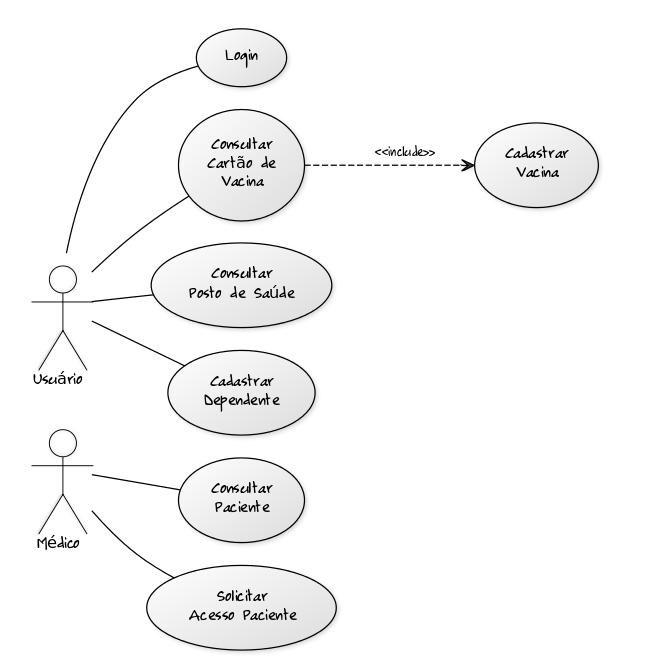 Login
Consultar
Cartão de
Vacina
<<include>>
Cadastrar
Vacina
Consultar
Posto de Saúde
Usuário
Cadastrar
Dependente
Médico
Consultar
Paciente
Solicitar
Acesso Paciente